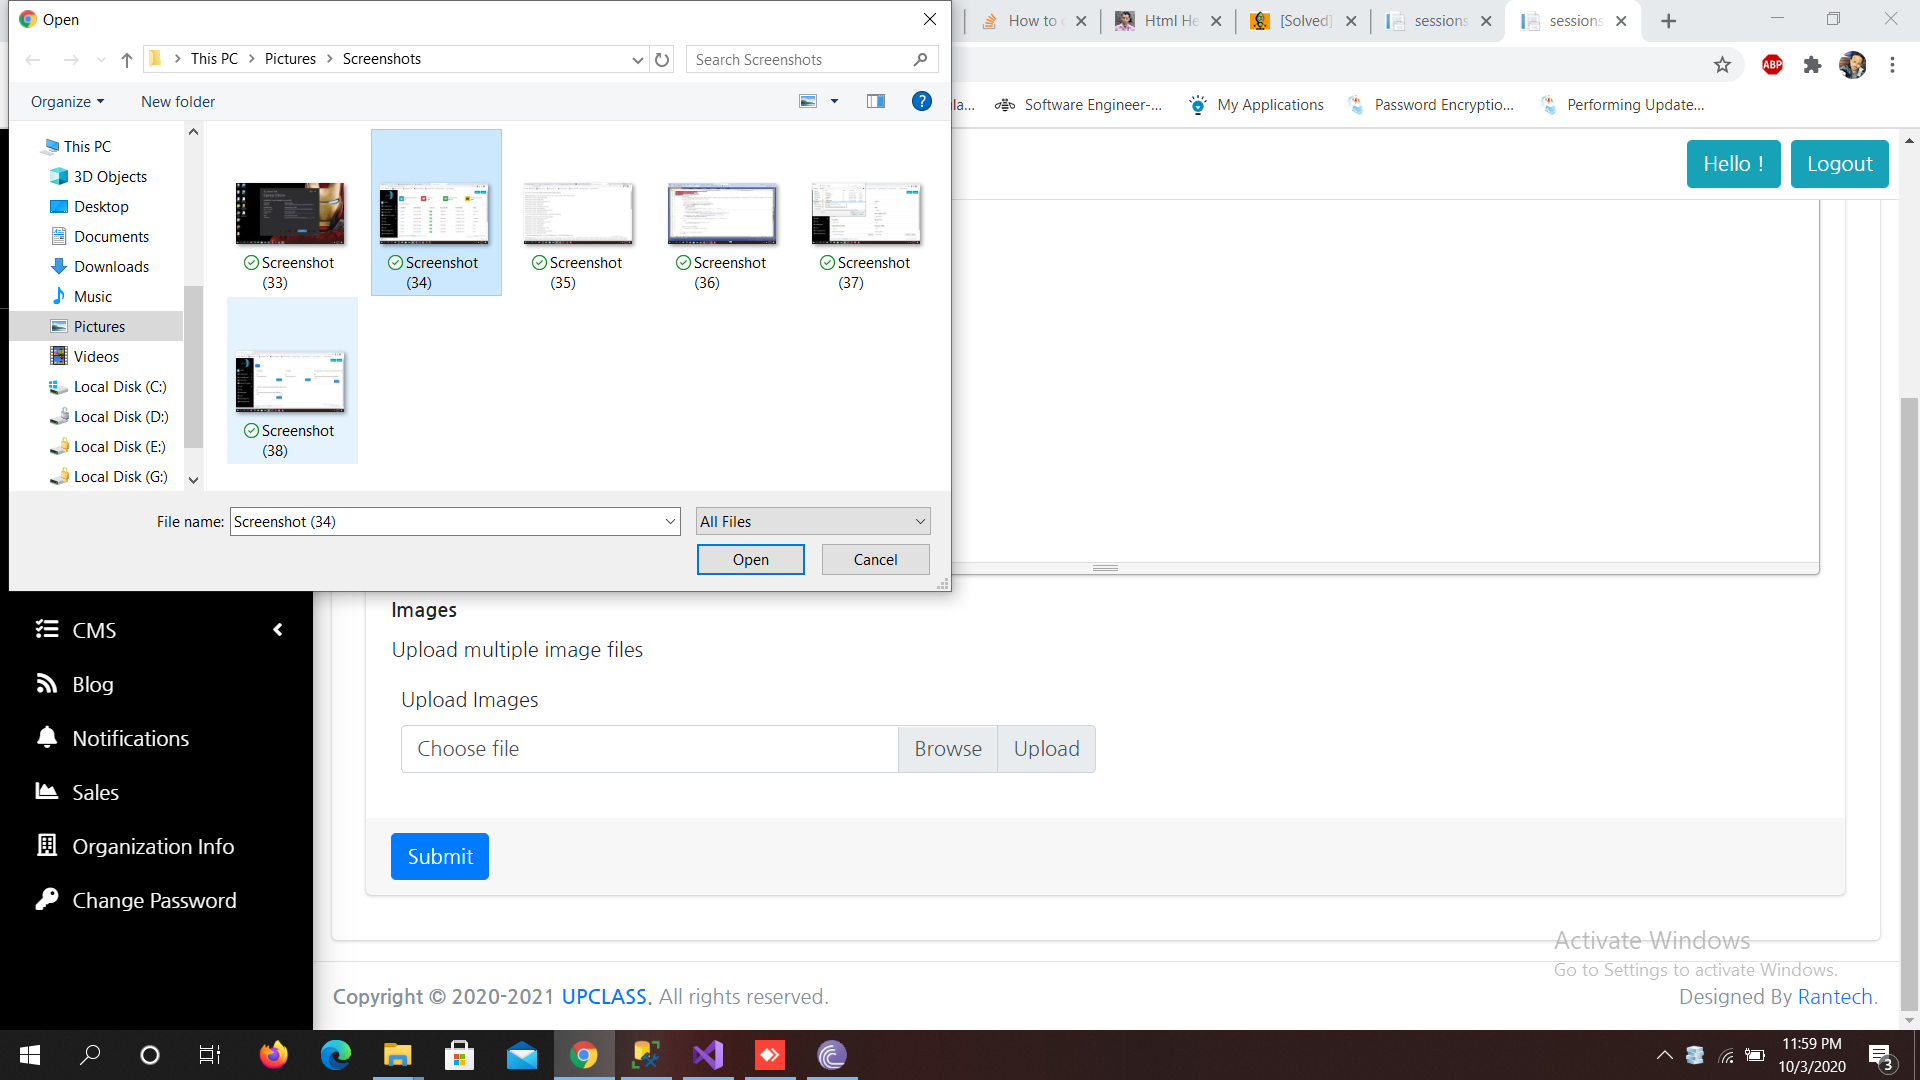 Open
How to
Html He
[Solved]
sessions
sessions
This PC
Pictures
Screenshots
Search Screenshots
ABP
Organize
New folder
?
Software Engineer-...
My Applications
Password Encryptio...
Performing Update...
This PC
3D Objects
Desktop
Documents
Downloads
Music
Pictures
Videos
Local Disk (C:)
Local Disk (D:)
Local Disk (E:)
Local Disk (G:)
Screenshot
(33)
Screenshot
(34)
Screenshot
(35)
Screenshot
(36)
Screenshot
(37)
Screenshot
(38)
File name:
Screenshot (34)
All Files
Open
Cancel
Hello !
Logout
CMS
Blog
Notifications
Sales
Organization Info
Change Password
Images
Upload multiple image files
Upload Images
Choose file
Browse
Upload
Submit
Activate Windows
Go to Settings to activate Windows.
Copyright © 2020-2021 UPCLASS. All rights reserved.
Designed By Rantech.
11:59 PM
10/3/2020
3